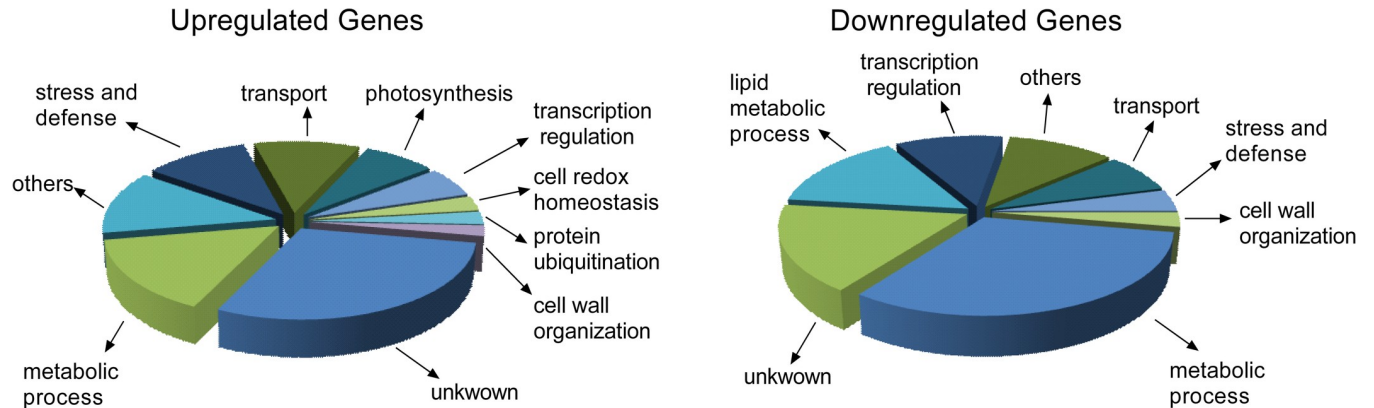 Upregulated Genes
stress and
defense
transport
photosynthesis
transcription
regulation
others
cell redox
homeostasis
protein
ubiquitination
cell wall
organization
metabolic
process
unkwown
Downregulated Genes
lipid
metabolic
process
transcription
regulation
others
transport
stress and
defense
cell wall
organization
unkwown
metabolic
process